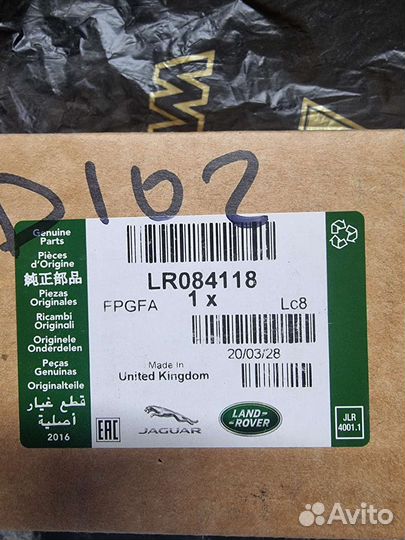 D102
Genuine
Parts
Pièces
d'Origine
純正部品
Piezas
Originales
Ricambi
Originali
Originele
Onderdelen
Peças
Genuínas
Originalteile
قطع غيار
أصلية
2016
LR084118
1 x
FPGFA
Lc8
20/03/28
Made In
United Kingdom
EAC
JAGUAR
LAND-
ROVER
JLR
4001.1
Avito